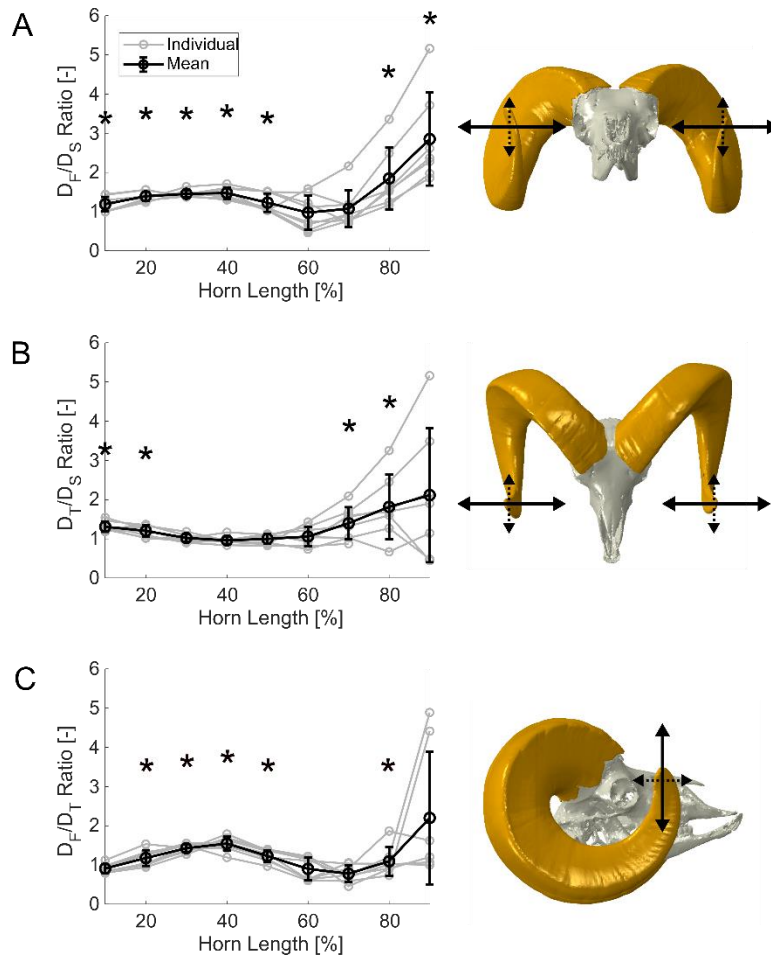 A
D_F/D_S Ratio [-]
6
5
4
3
2
1
0
Individual
Mean
* * * * * * *
20 40 60 80
Horn Length [%]
B
D_T/D_S Ratio [-]
6
5
4
3
2
1
0
* * * *
20 40 60 80
Horn Length [%]
C
D_F/D_T Ratio [-]
6
5
4
3
2
1
0
* * * * *
20 40 60 80
Horn Length [%]